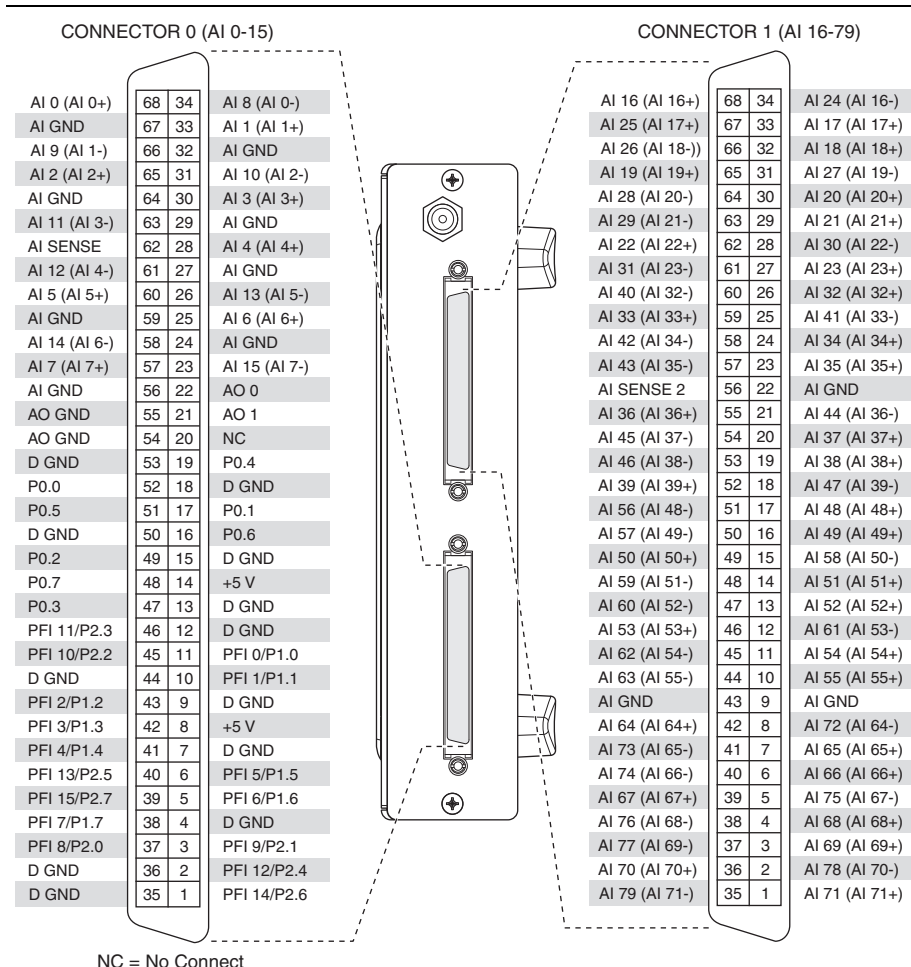 CONNECTOR 0 (AI 0-15)
AI 0 (AI 0+) 68 34 AI 8 (AI 0-)
AI GND 67 33 AI 1 (AI 1+)
AI 9 (AI 1-) 66 32 AI GND
AI 2 (AI 2+) 65 31 AI 10 (AI 2-)
AI GND 64 30 AI 3 (AI 3+)
AI 11 (AI 3-) 63 29 AI GND
AI SENSE 62 28 AI 4 (AI 4+)
AI 12 (AI 4-) 61 27 AI GND
AI 5 (AI 5+) 60 26 AI 13 (AI 5-)
AI GND 59 25 AI 6 (AI 6+)
AI 14 (AI 6-) 58 24 AI GND
AI 7 (AI 7+) 57 23 AI 15 (AI 7-)
AI GND 56 22 AO 0
AO GND 55 21 AO 1
AO GND 54 20 NC
D GND 53 19 P0.4
P0.0 52 18 D GND
P0.5 51 17 P0.1
D GND 50 16 P0.6
P0.2 49 15 D GND
P0.7 48 14 +5 V
P0.3 47 13 D GND
PFI 11/P2.3 46 12 D GND
PFI 10/P2.2 45 11 PFI 0/P1.0
D GND 44 10 PFI 1/P1.1
PFI 2/P1.2 43 9 D GND
PFI 3/P1.3 42 8 +5 V
PFI 4/P1.4 41 7 D GND
PFI 13/P2.5 40 6 PFI 5/P1.5
PFI 15/P2.7 39 5 PFI 6/P1.6
PFI 7/P1.7 38 4 D GND
PFI 8/P2.0 37 3 PFI 9/P2.1
D GND 36 2 PFI 12/P2.4
D GND 35 1 PFI 14/P2.6
NC = No Connect
CONNECTOR 1 (AI 16-79)
AI 16 (AI 16+) 68 34 AI 24 (AI 16-)
AI 25 (AI 17+) 67 33 AI 17 (AI 17+)
AI 26 (AI 18-)) 66 32 AI 18 (AI 18+)
AI 19 (AI 19+) 65 31 AI 27 (AI 19-)
AI 28 (AI 20-) 64 30 AI 20 (AI 20+)
AI 29 (AI 21-) 63 29 AI 21 (AI 21+)
AI 22 (AI 22+) 62 28 AI 30 (AI 22-)
AI 31 (AI 23-) 61 27 AI 23 (AI 23+)
AI 40 (AI 32-) 60 26 AI 32 (AI 32+)
AI 33 (AI 33+) 59 25 AI 41 (AI 33-)
AI 42 (AI 34-) 58 24 AI 34 (AI 34+)
AI 43 (AI 35-) 57 23 AI 35 (AI 35+)
AI SENSE 2 56 22 AI GND
AI 36 (AI 36+) 55 21 AI 44 (AI 36-)
AI 45 (AI 37-) 54 20 AI 37 (AI 37+)
AI 46 (AI 38-) 53 19 AI 38 (AI 38+)
AI 39 (AI 39+) 52 18 AI 47 (AI 39-)
AI 56 (AI 48-) 51 17 AI 48 (AI 48+)
AI 57 (AI 49-) 50 16 AI 49 (AI 49+)
AI 50 (AI 50+) 49 15 AI 58 (AI 50-)
AI 59 (AI 51-) 48 14 AI 51 (AI 51+)
AI 60 (AI 52-) 47 13 AI 52 (AI 52+)
AI 53 (AI 53+) 46 12 AI 61 (AI 53-)
AI 62 (AI 54-) 45 11 AI 54 (AI 54+)
AI 63 (AI 55-) 44 10 AI 55 (AI 55+)
AI GND 43 9 AI GND
AI 64 (AI 64+) 42 8 AI 72 (AI 64-)
AI 73 (AI 65-) 41 7 AI 65 (AI 65+)
AI 74 (AI 66-) 40 6 AI 66 (AI 66+)
AI 67 (AI 67+) 39 5 AI 75 (AI 67-)
AI 76 (AI 68-) 38 4 AI 68 (AI 68+)
AI 77 (AI 69-) 37 3 AI 69 (AI 69+)
AI 70 (AI 70+) 36 2 AI 78 (AI 70-)
AI 79 (AI 71-) 35 1 AI 71 (AI 71+)